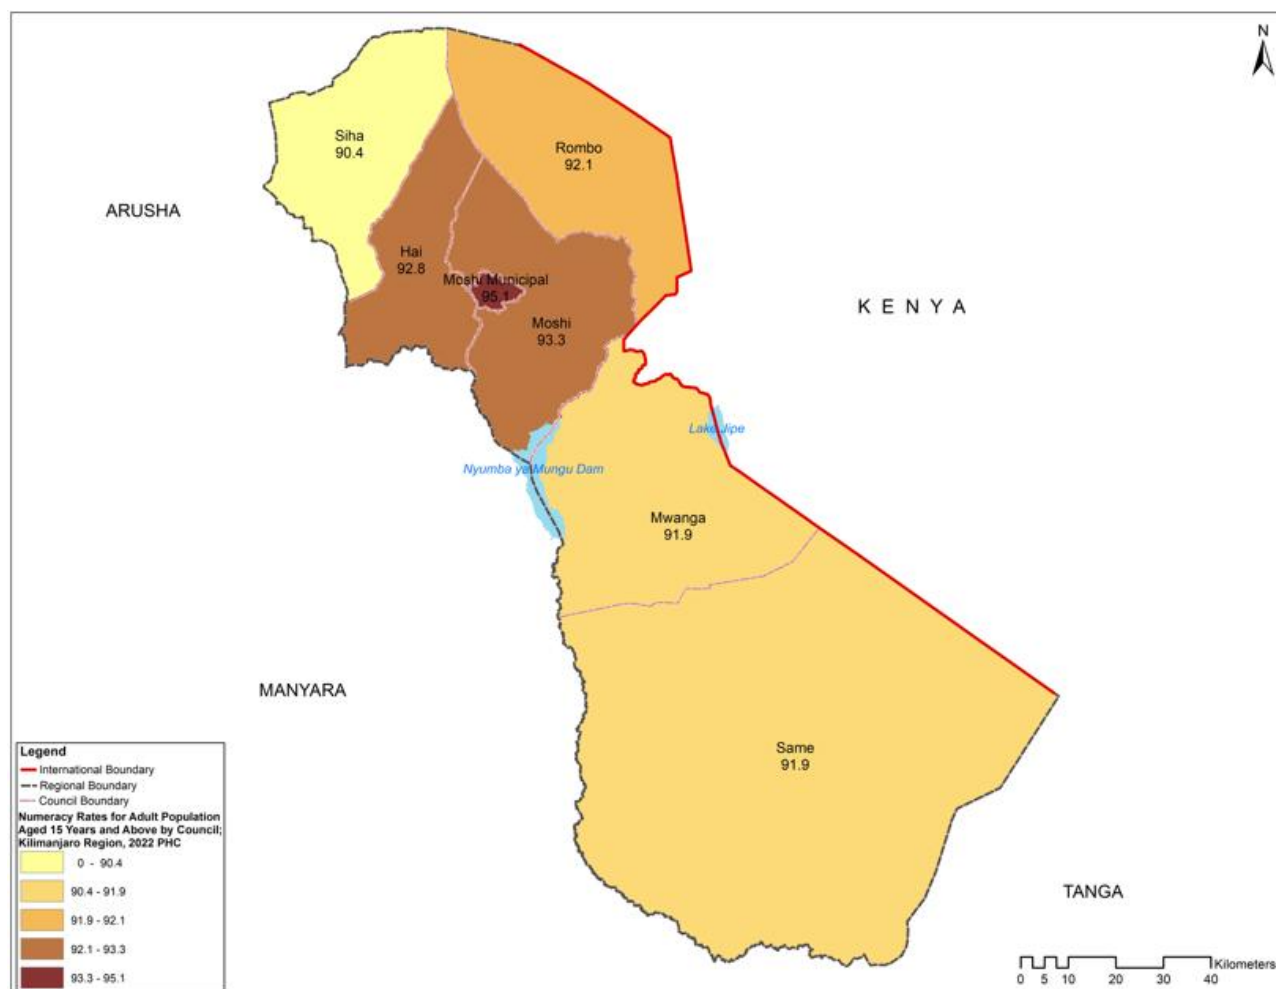 N
Siha
90.4
Rombo
92.1
ARUSHA
Hai
92.8
Moshi Municipal
95.1
KENYA
Moshi
93.3
Lake Jipe
Nyumba ya Mungu Dam
Mwanga
91.9
MANYARA
Same
91.9
TANGA
Legend
International Boundary
Regional Boundary
Council Boundary
Numeracy Rates for Adult Population
Aged 15 Years and Above by Council;
Kilimanjaro Region, 2022 PHC
0 - 90.4
90.4 - 91.9
91.9 - 92.1
92.1 - 93.3
93.3 - 95.1
Kilometers
0 5 10 20 30 40